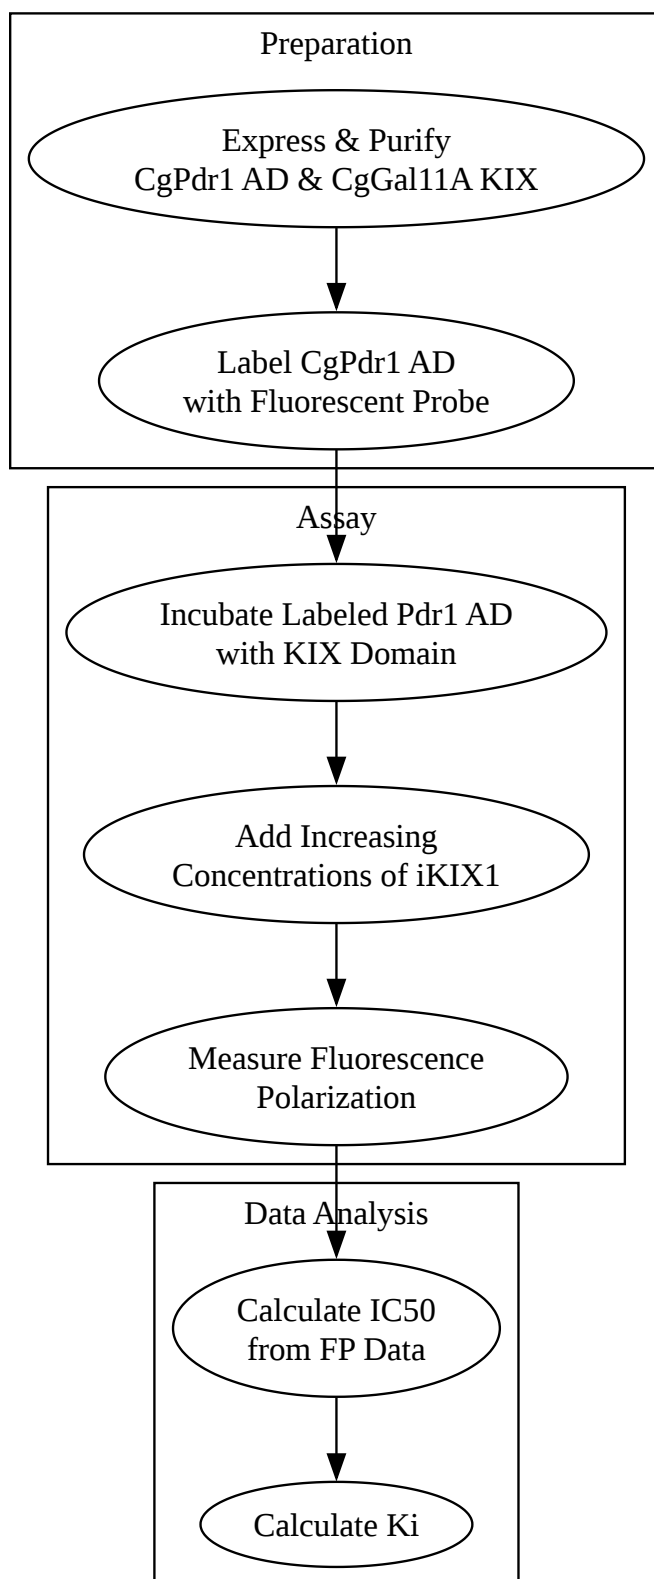 Preparation
Express & Purify
CgPdr1 AD & CgGal11A KIX
Label CgPdr1 AD
with Fluorescent Probe
Assay
Incubate Labeled Pdr1 AD
with KIX Domain
Add Increasing
Concentrations of iKIX1
Measure Fluorescence
Polarization
Data Analysis
Calculate IC50
from FP Data
Calculate Ki